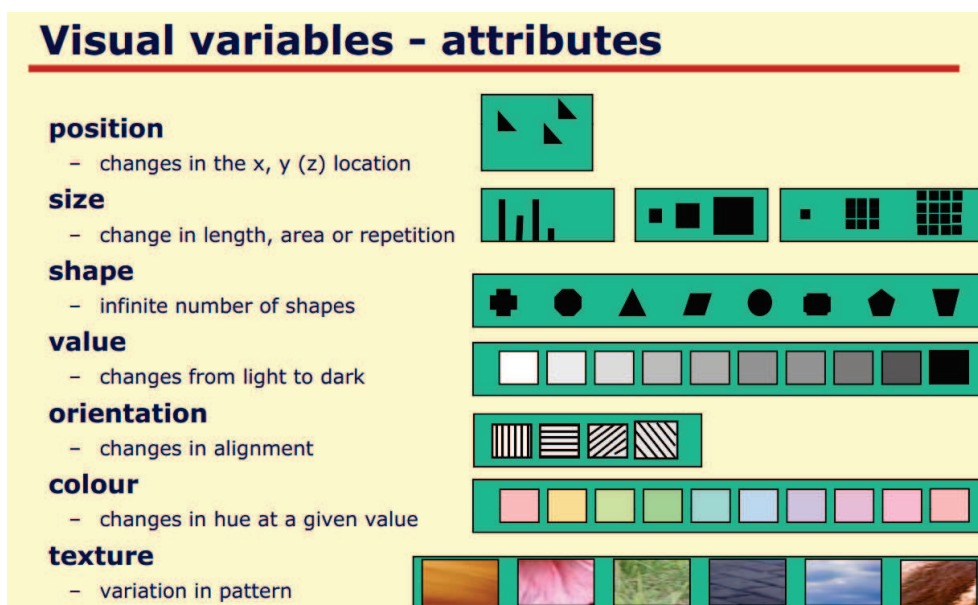 Visual variables - attributes
position
– changes in the x, y (z) location
size
– change in length, area or repetition
shape
– infinite number of shapes
value
– changes from light to dark
orientation
– changes in alignment
colour
– changes in hue at a given value
texture
– variation in pattern